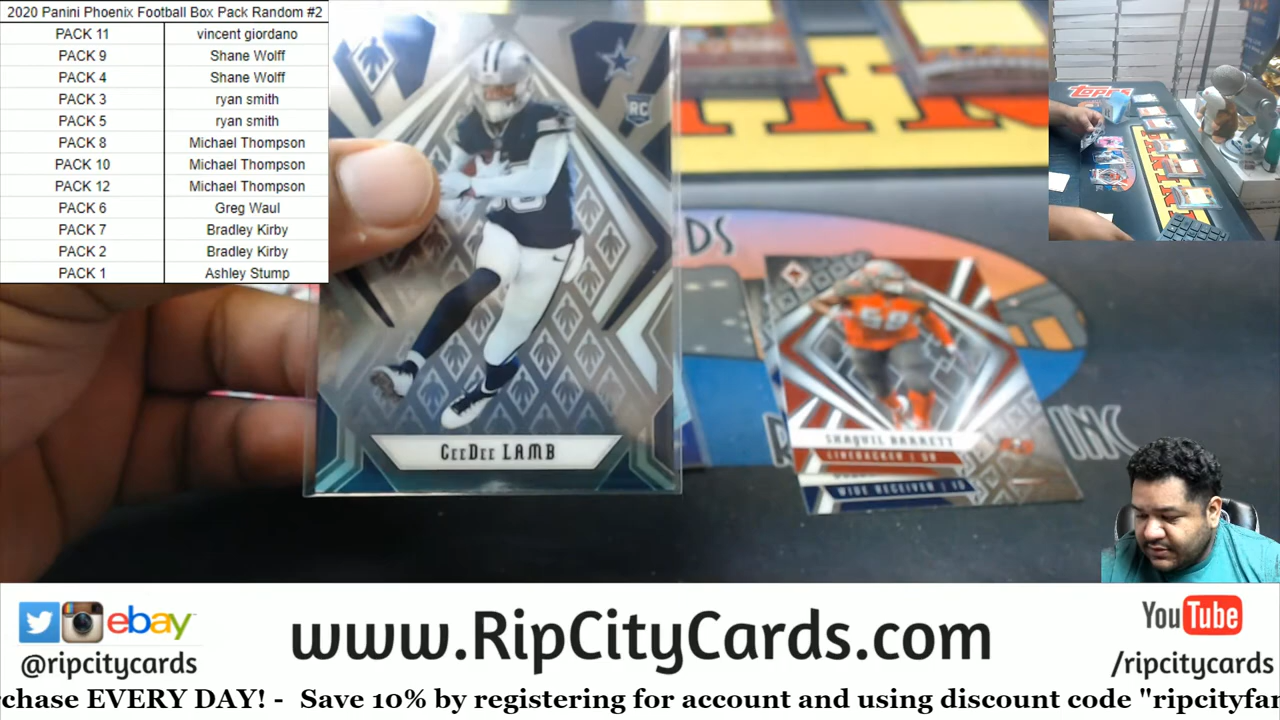 2020 Panini Phoenix Football Box Pack Random #2
PACK 11 vincent giordano
PACK 9 Shane Wolff
PACK 4 Shane Wolff
PACK 3 ryan smith
PACK 5 ryan smith
PACK 8 Michael Thompson
PACK 10 Michael Thompson
PACK 12 Michael Thompson
PACK 6 Greg Waul
PACK 7 Bradley Kirby
PACK 2 Bradley Kirby
PACK 1 Ashley Stump
RC
CeeDee LAMB
DS
SHAQUIL BARRETT
LINEBACKER | 58
WIDE RECEIVER | 10
INC
TOPPS
ebay
@ripcitycards
www.RipCityCards.com
YouTube
/ripcitycards
rchase EVERY DAY! - Save 10% by registering for account and using discount code "ripcityfan